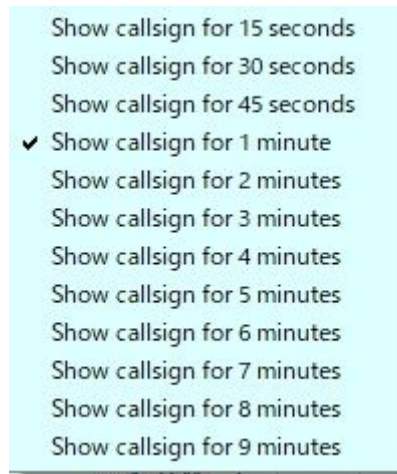 Show callsign for 15 seconds
Show callsign for 30 seconds
Show callsign for 45 seconds
Show callsign for 1 minute
Show callsign for 2 minutes
Show callsign for 3 minutes
Show callsign for 4 minutes
Show callsign for 5 minutes
Show callsign for 6 minutes
Show callsign for 7 minutes
Show callsign for 8 minutes
Show callsign for 9 minutes